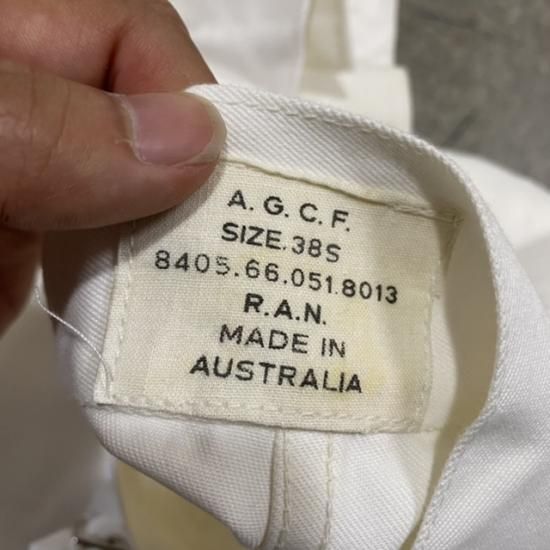 A. G. C. F.
SIZE. 38S
8405.66.051.8013
R.A.N.
MADE IN
AUSTRALIA